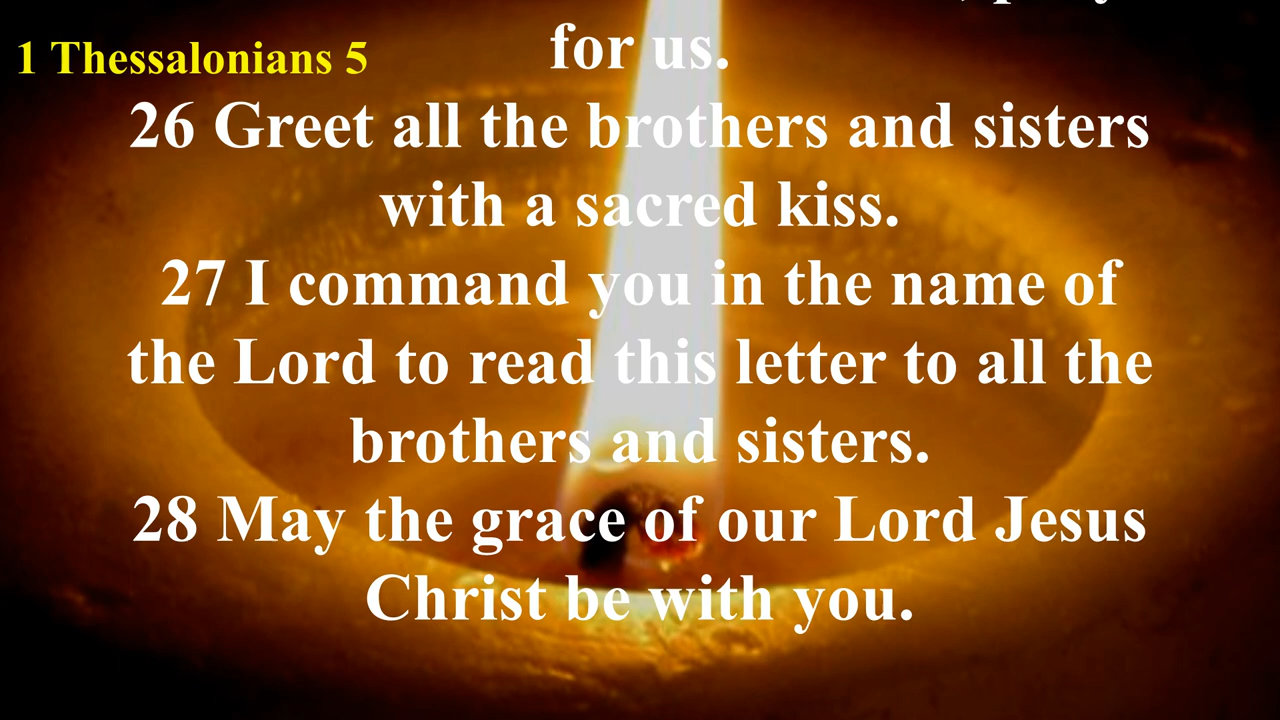 1 Thessalonians 5
for us.
26 Greet all the brothers and sisters
with a sacred kiss.
27 I command you in the name of
the Lord to read this letter to all the
brothers and sisters.
28 May the grace of our Lord Jesus
Christ be with you.